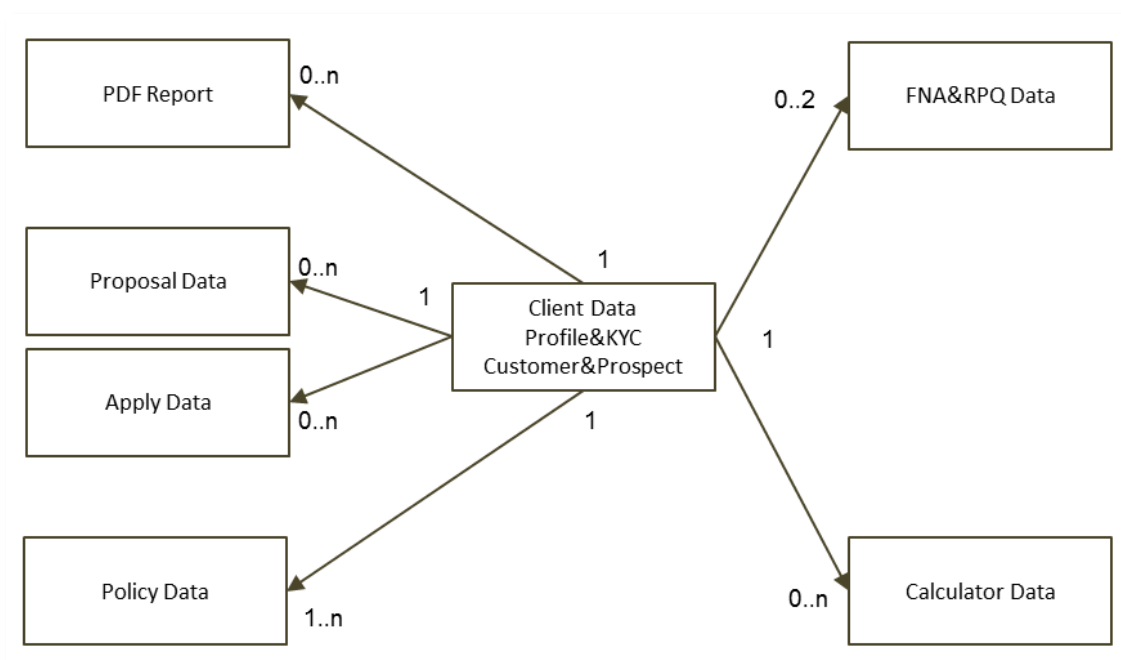 PDF Report
0..n
0..2
FNA&RPQ Data
Proposal Data
0..n
1
1
Client Data
Profile&KYC
Customer&Prospect
1
Apply Data
0..n
1
Policy Data
1..n
0..n
Calculator Data